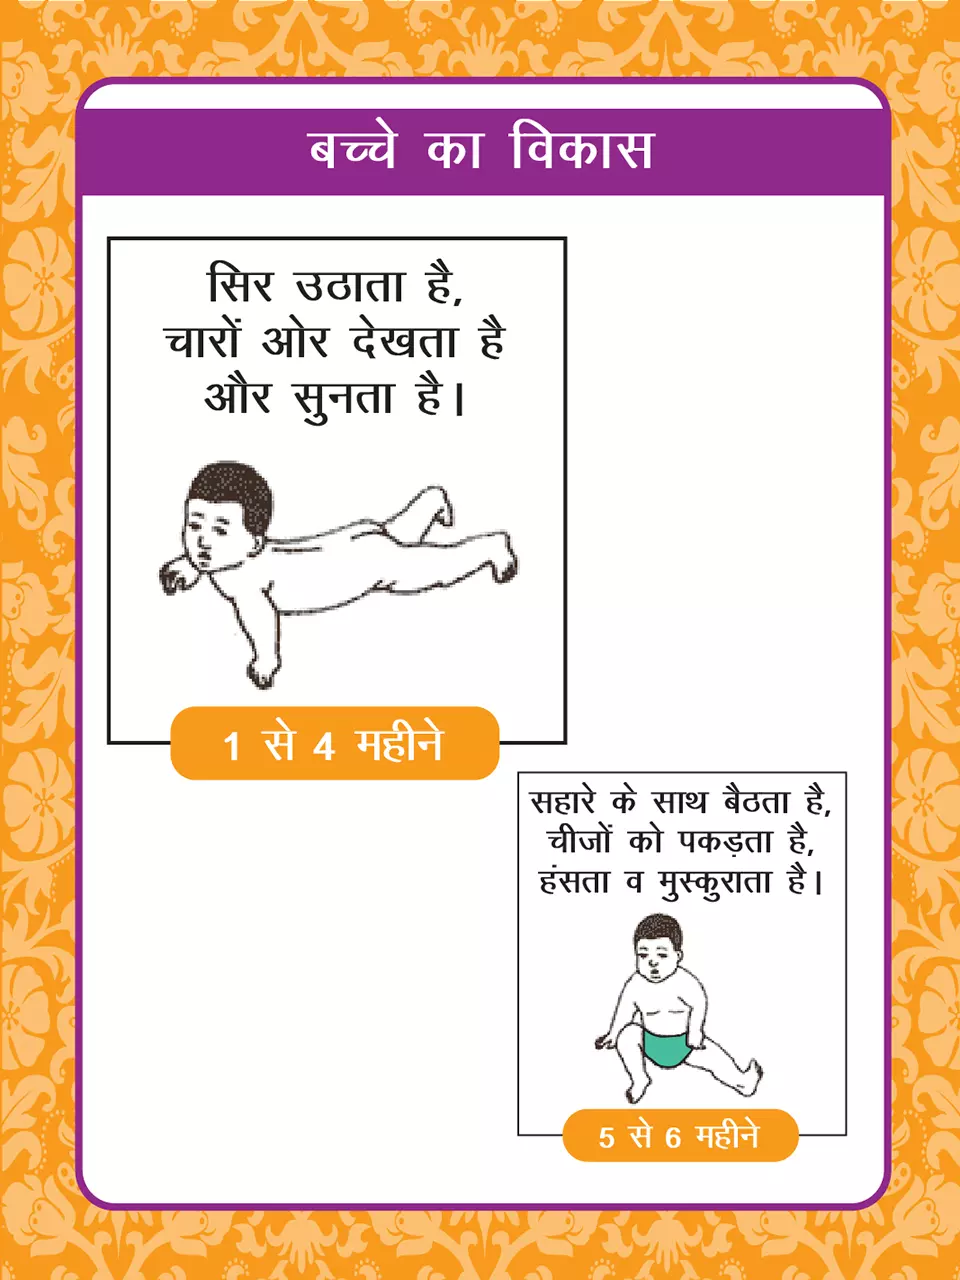 बच्चे का विकास
सिर उठाता है,
चारों ओर देखता है
और सुनता है।
1 से 4 महीने
सहारे के साथ बैठता है,
चीजों को पकड़ता है,
हंसता व मुस्कुराता है।
5 से 6 महीने